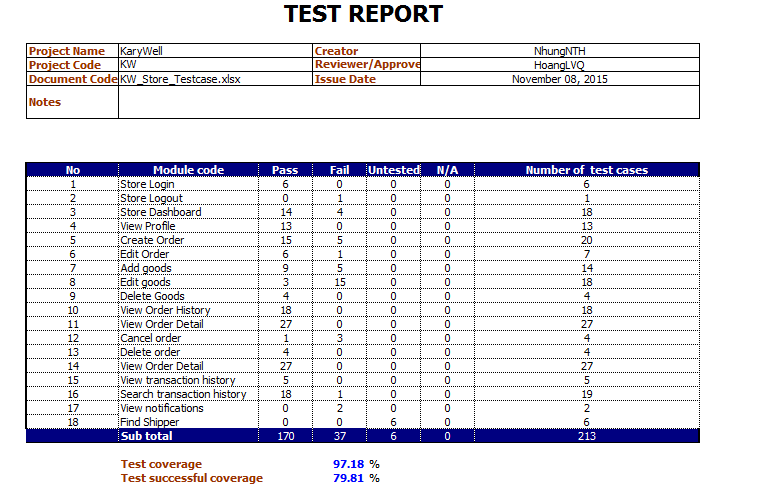 TEST REPORT
Project Name KaryWell Creator NhungNTH
Project Code KW Reviewer/Approve HoangLVQ
Document Code KW_Store_Testcase.xlsx Issue Date November 08, 2015
Notes
No Module code Pass Fail Untested N/A Number of test cases
1 Store Login 6 0 0 0 6
2 Store Logout 0 1 0 0 1
3 Store Dashboard 14 4 0 0 18
4 View Profile 13 0 0 0 13
5 Create Order 15 5 0 0 20
6 Edit Order 6 1 0 0 7
7 Add goods 9 5 0 0 14
8 Edit goods 3 15 0 0 18
9 Delete Goods 4 0 0 0 4
10 View Order History 18 0 0 0 18
11 View Order Detail 27 0 0 0 27
12 Cancel order 1 3 0 0 4
13 Delete order 4 0 0 0 4
14 View Order Detail 27 0 0 0 27
15 View transaction history 5 0 0 0 5
16 Search transaction history 18 1 0 0 19
17 View notifications 0 2 0 0 2
18 Find Shipper 0 0 6 0 6
Sub total 170 37 6 0 213
Test coverage 97.18 %
Test successful coverage 79.81 %